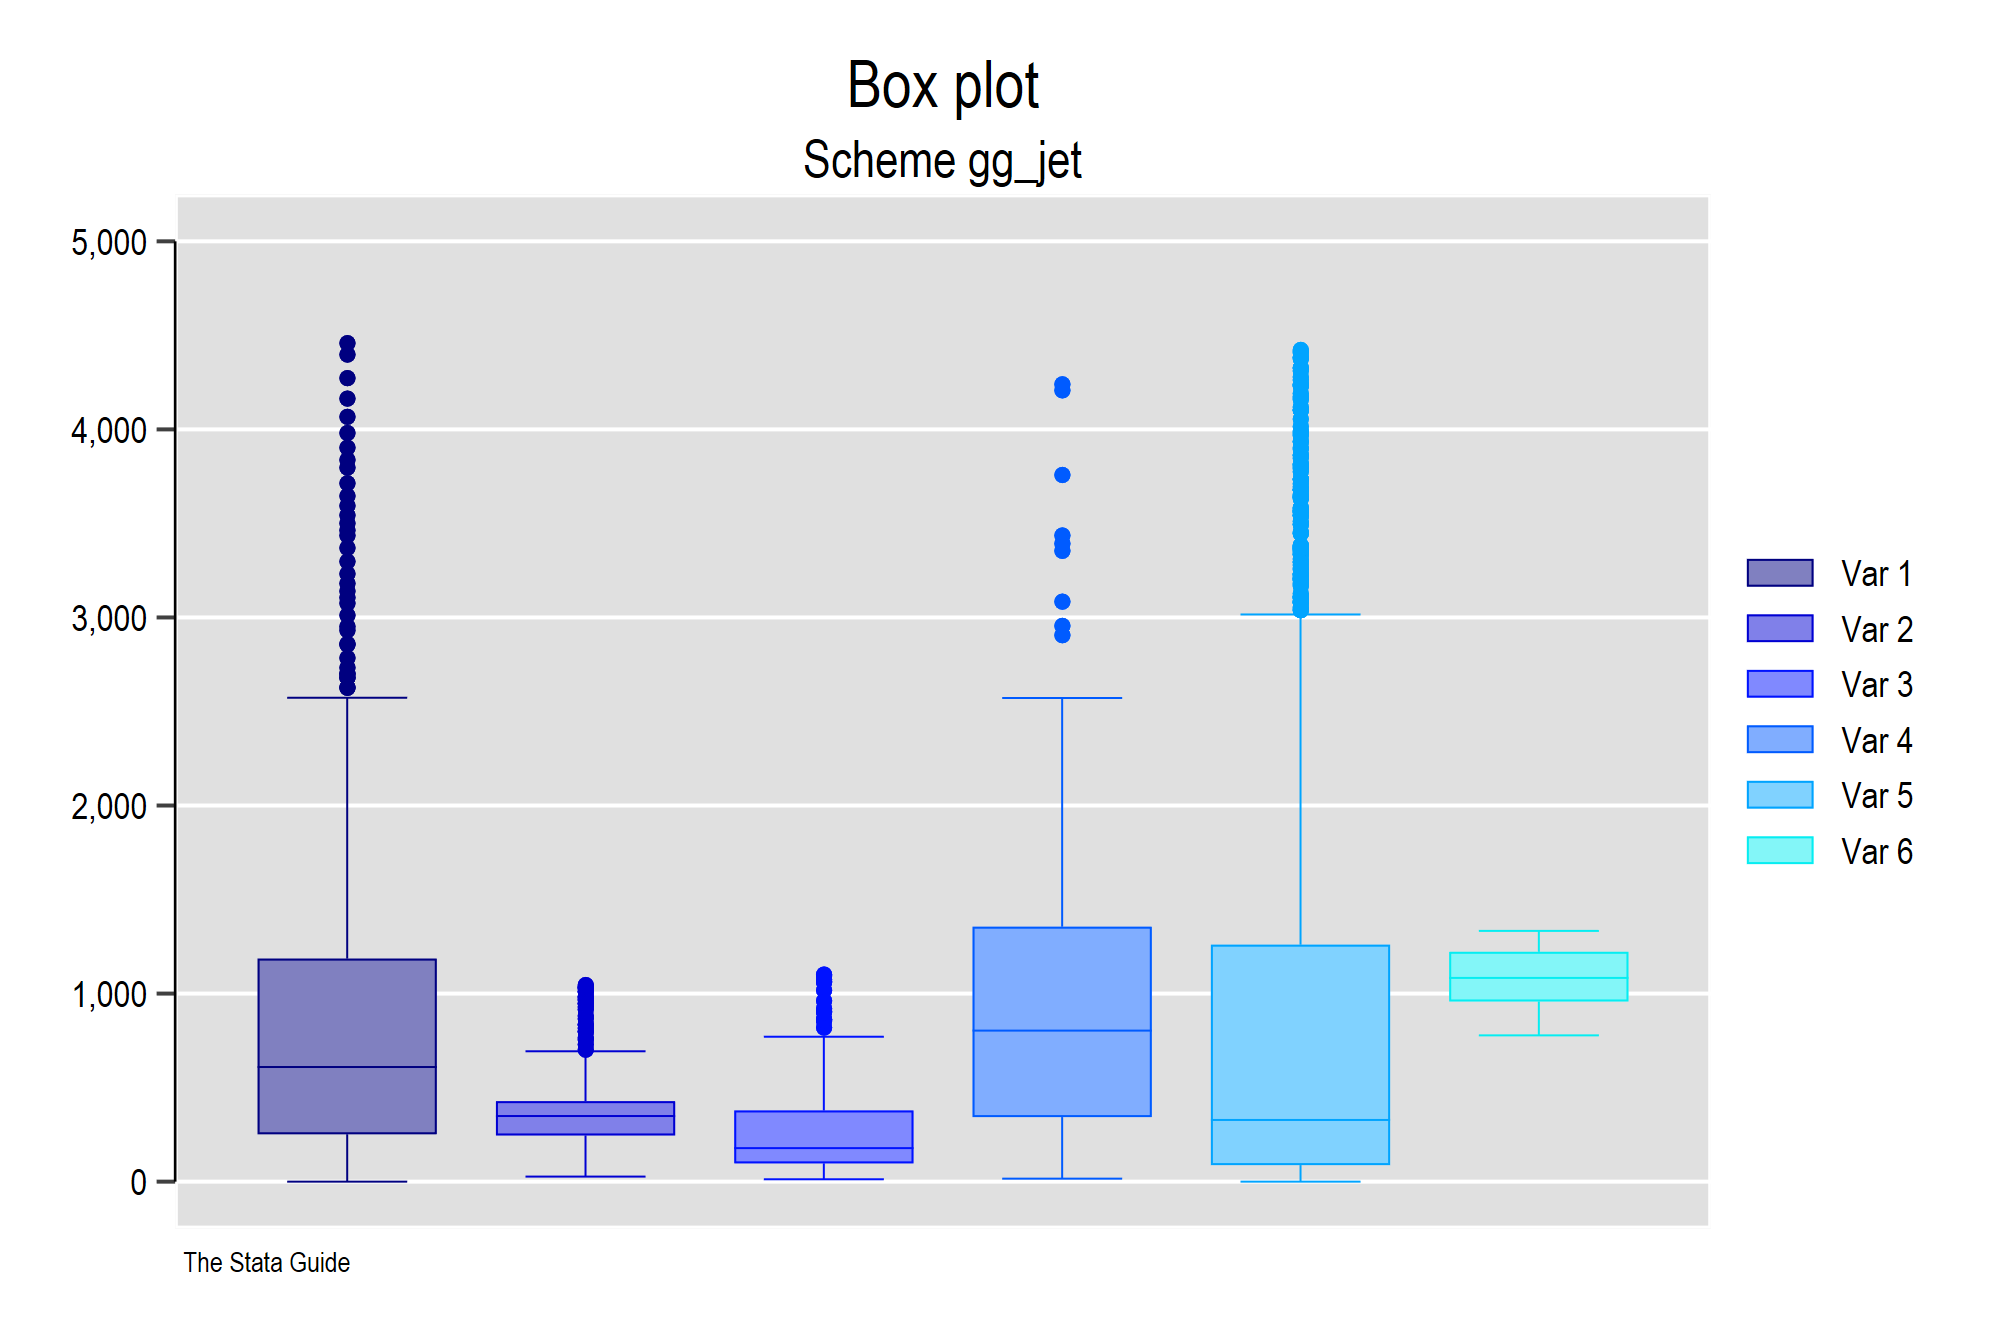 Box plot
Scheme gg_jet
5,000
4,000
3,000
2,000
1,000
0
Var 1
Var 2
Var 3
Var 4
Var 5
Var 6
The Stata Guide